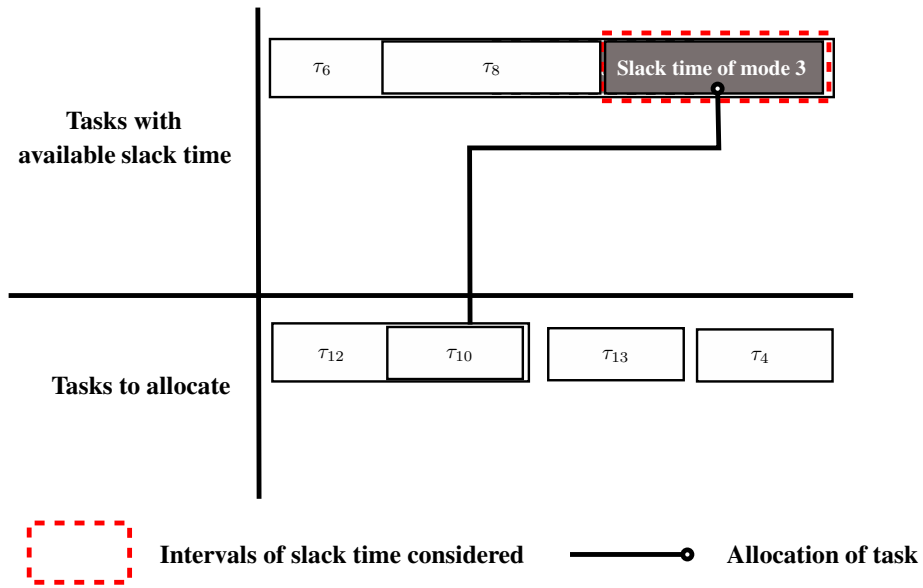 τ6 τ8 Slack time of mode 3
Tasks with
available slack time
τ12 τ10 τ13 τ4
Tasks to allocate
Intervals of slack time considered Allocation of task